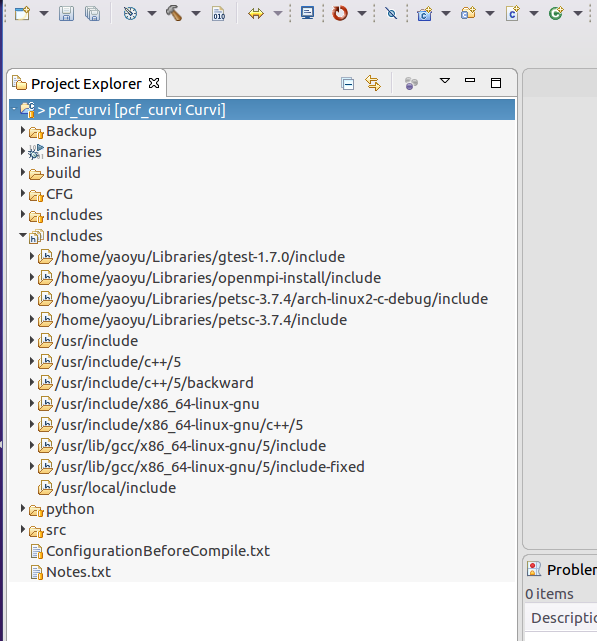 010
Project Explorer
> pcf_curvi [pcf_curvi Curvi]
Backup
Binaries
build
CFG
includes
Includes
/home/yaoyu/Libraries/gtest-1.7.0/include
/home/yaoyu/Libraries/openmpi-install/include
/home/yaoyu/Libraries/petsc-3.7.4/arch-linux2-c-debug/include
/home/yaoyu/Libraries/petsc-3.7.4/include
/usr/include
/usr/include/c++/5
/usr/include/c++/5/backward
/usr/include/x86_64-linux-gnu
/usr/include/x86_64-linux-gnu/c++/5
/usr/lib/gcc/x86_64-linux-gnu/5/include
/usr/lib/gcc/x86_64-linux-gnu/5/include-fixed
/usr/local/include
python
src
ConfigurationBeforeCompile.txt
Notes.txt
Probler
0 items
Descriptio